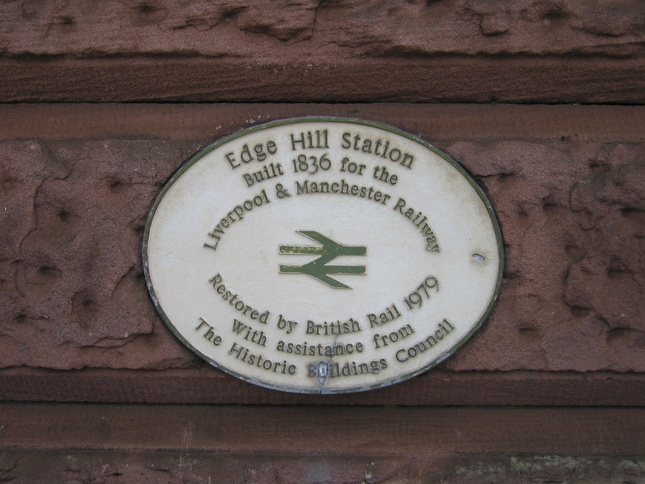 Edge Hill Station
Built 1836 for the
Liverpool & Manchester Railway
Restored by British Rail 1979
With assistance from
The Historic Buildings Council